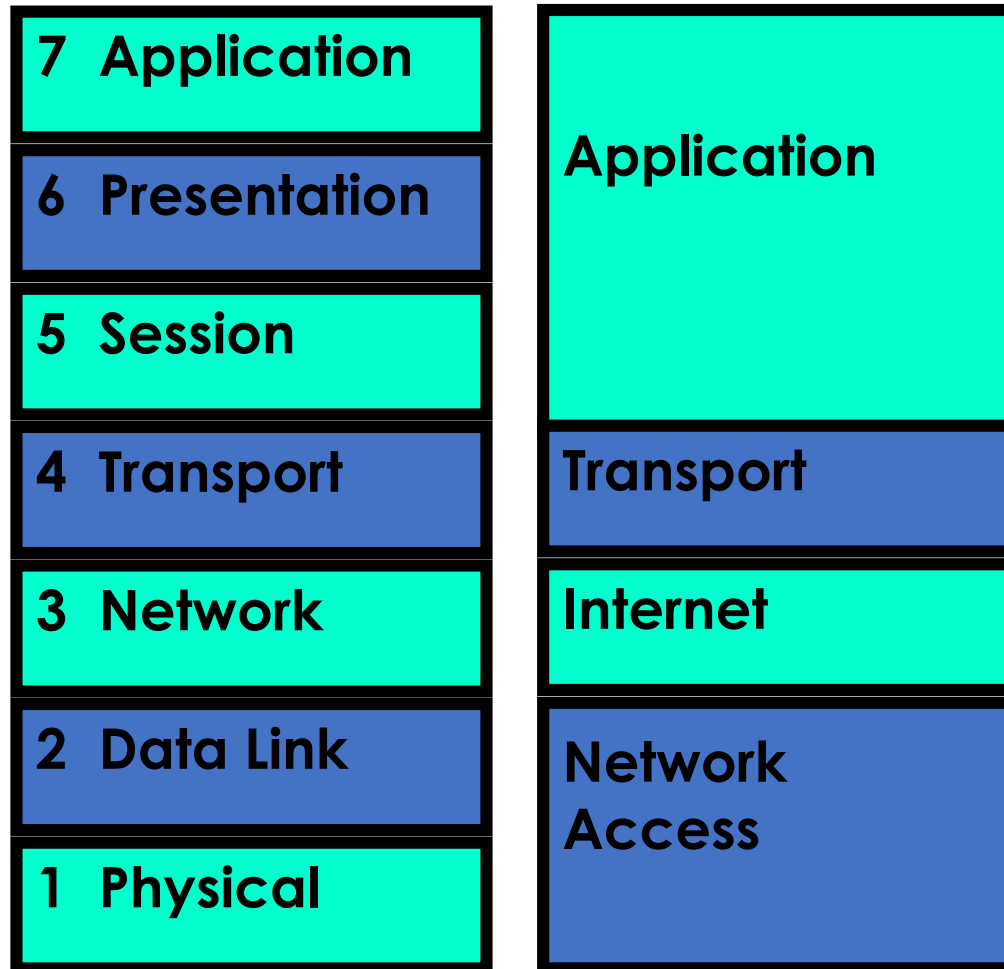 7 Application
6 Presentation
5 Session
4 Transport
3 Network
2 Data Link
1 Physical
Application
Transport
Internet
Network
Access